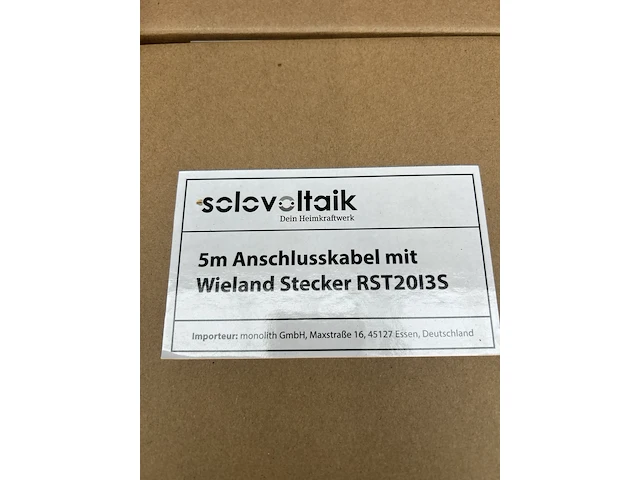 solovoltaik
Dein Heimkraftwerk
5m Anschlusskabel mit
Wieland Stecker RST20I3S
Importeur: monolith GmbH, Maxstraße 16, 45127 Essen, Deutschland